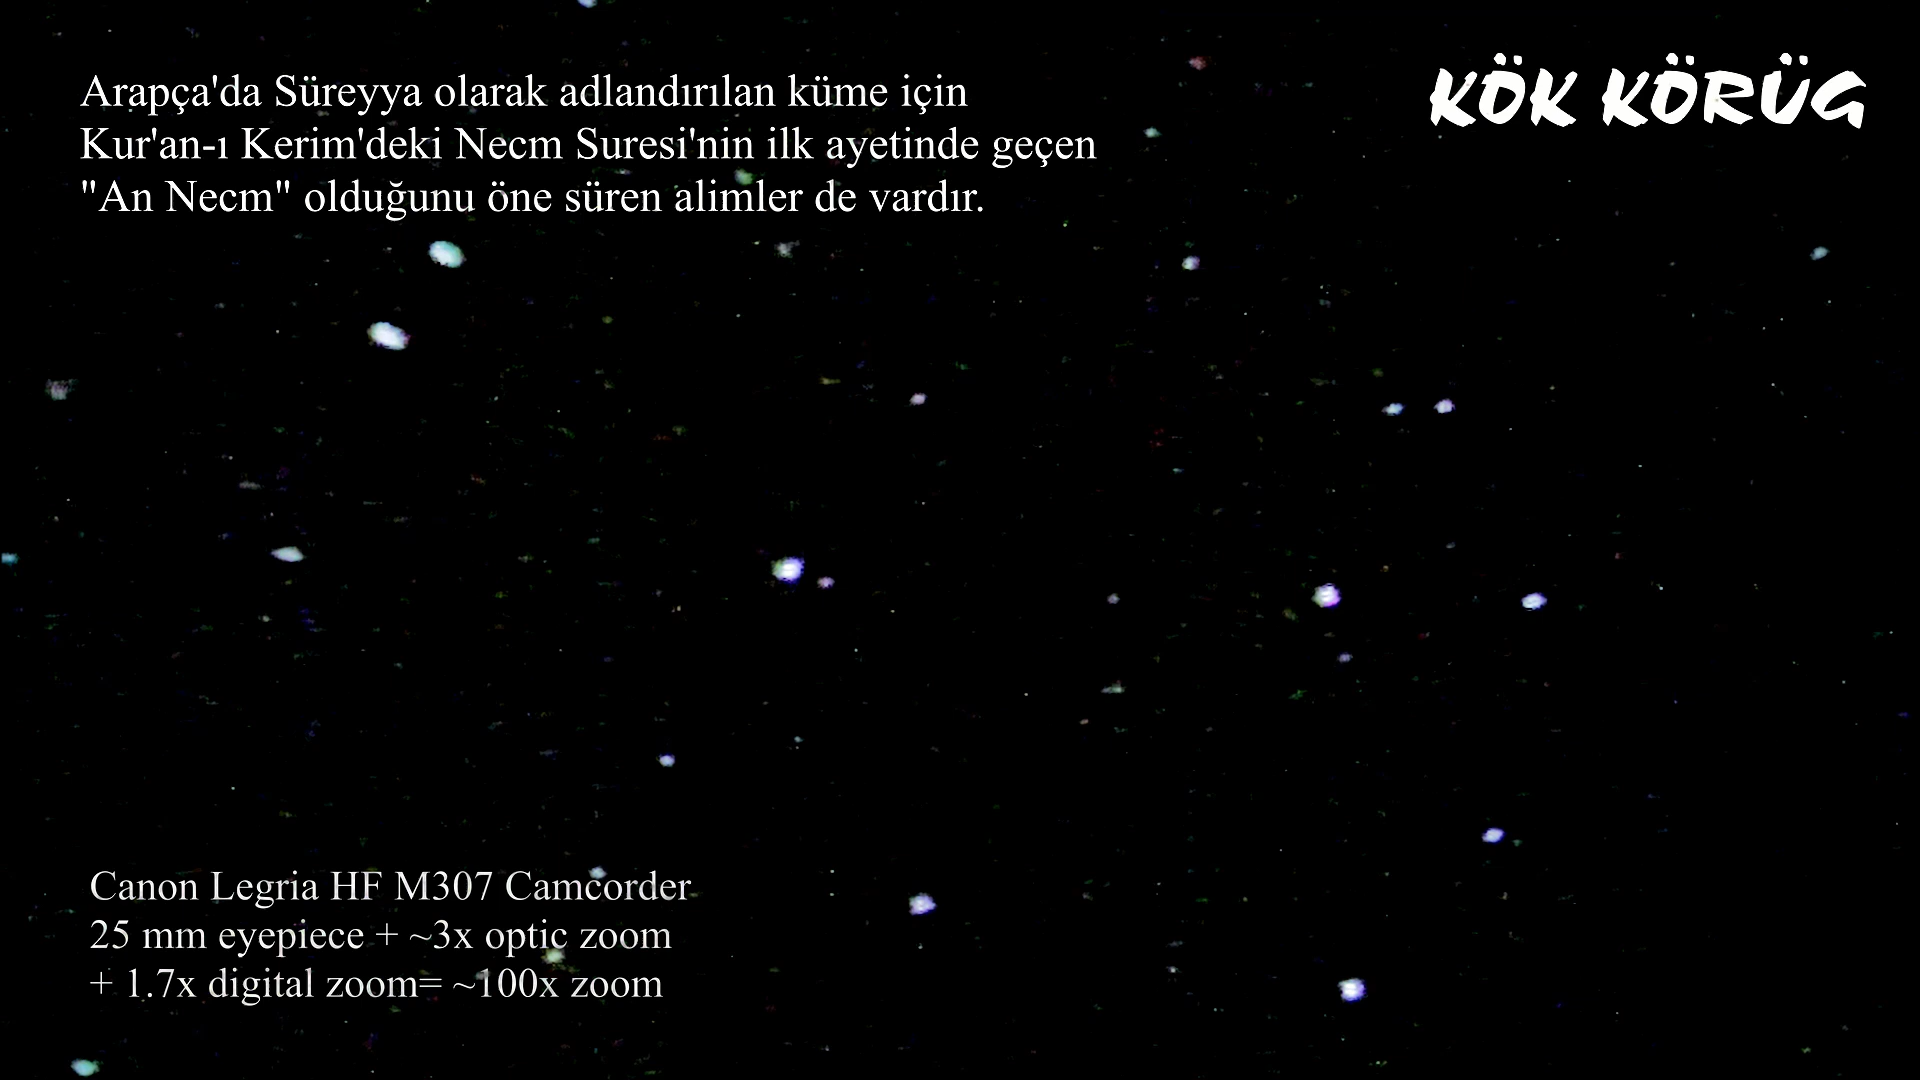 Arapça'da Süreyya olarak adlandırılan küme için
Kur'an-ı Kerim'deki Necm Suresi'nin ilk ayetinde geçen
"An Necm" olduğunu öne süren alimler de vardır.
KÖK KÖRÜG
Canon Legria HF M307 Camcorder
25 mm eyepiece + ~3x optic zoom
+ 1.7x digital zoom= ~100x zoom